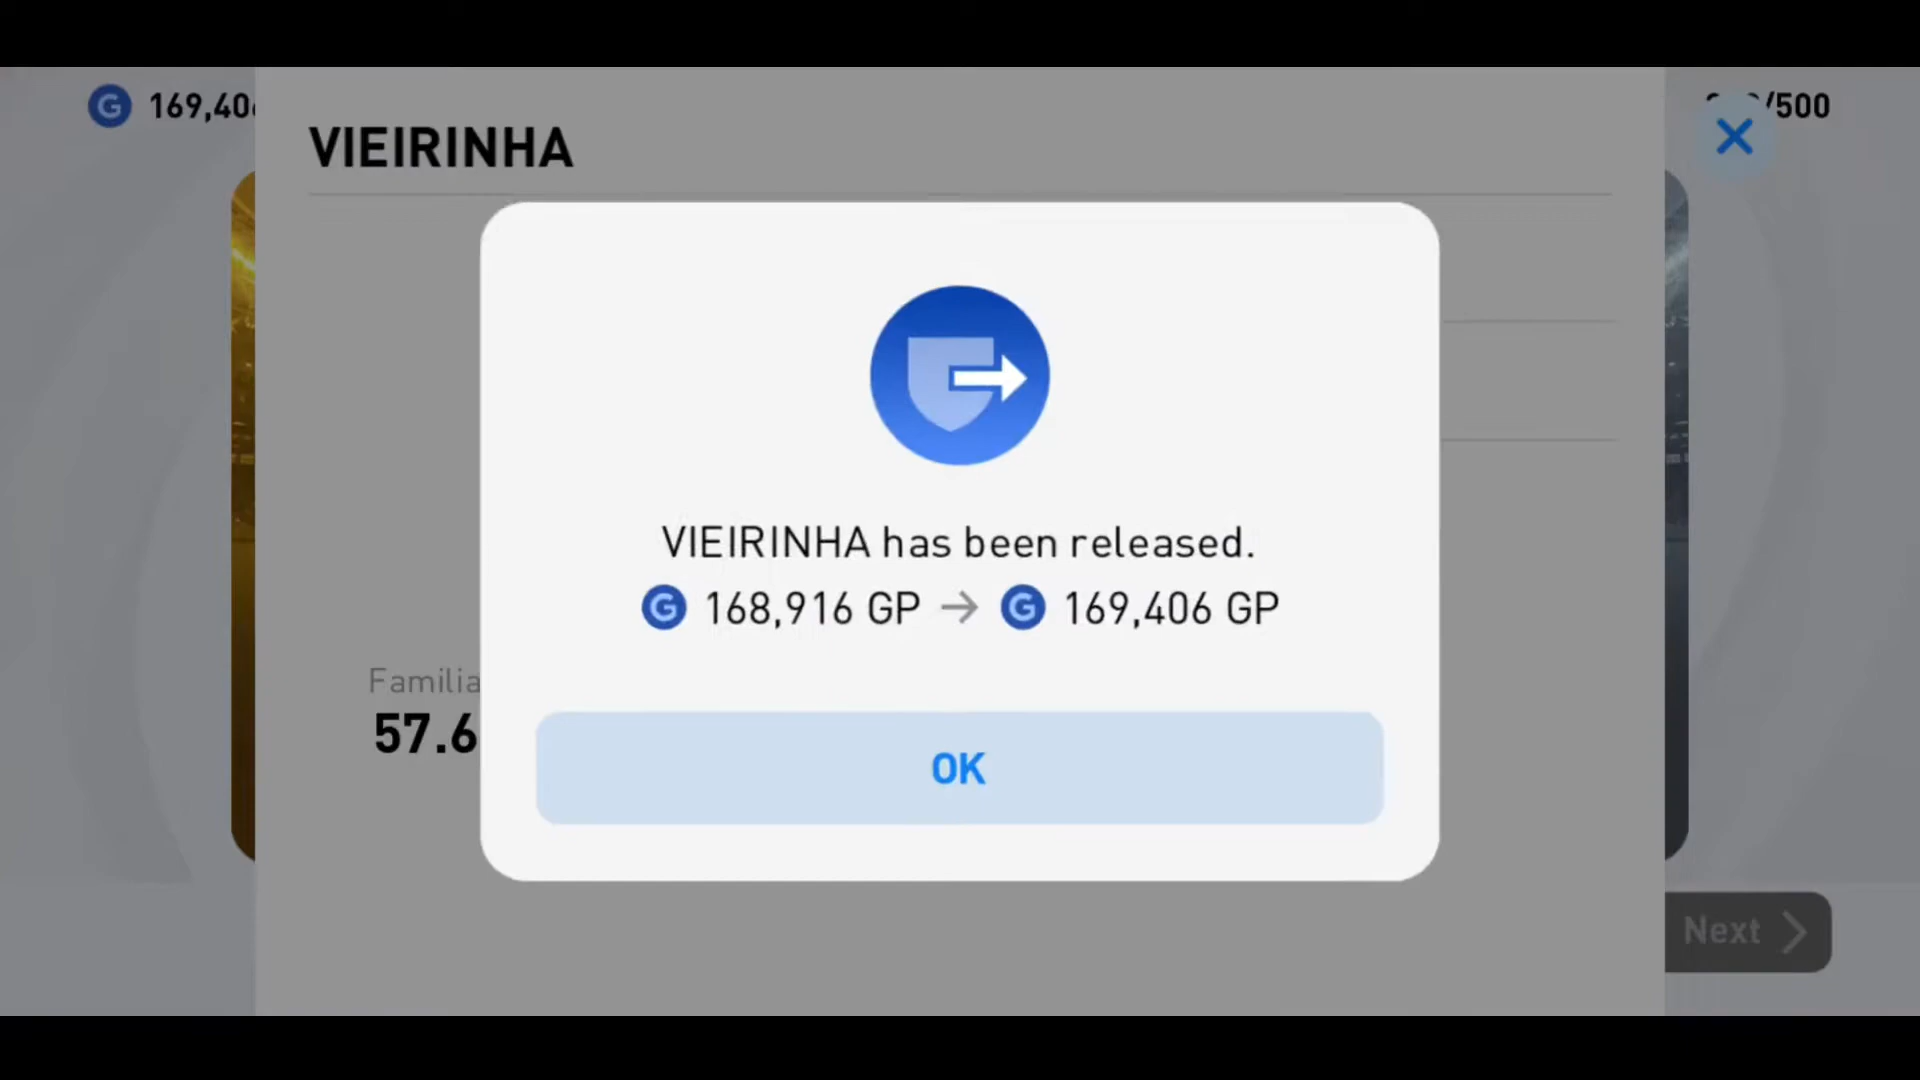 169,40
/500
VIEIRINHA
VIEIRINHA has been released.
G 168,916 GP → G 169,406 GP
Familia
57.6
OK
Next